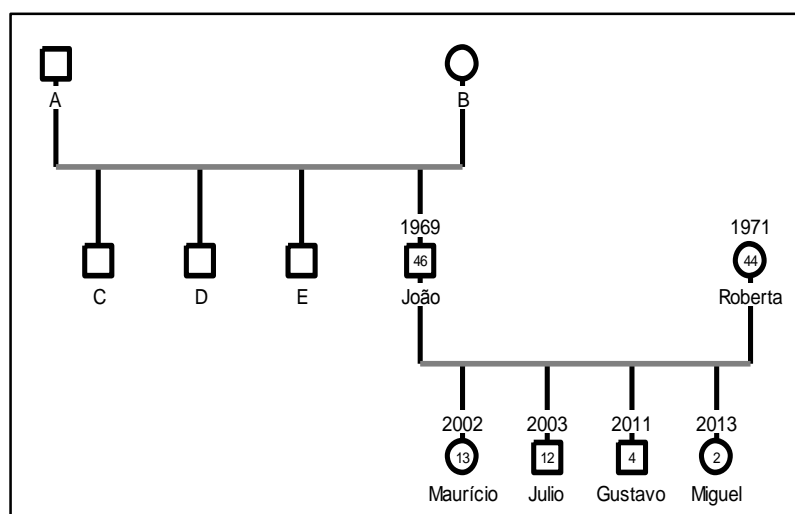 A
B
1969
1971
46
44
C
D
E
João
Roberta
2002
2003
2011
2013
13
12
4
2
Maurício
Julio
Gustavo
Miguel